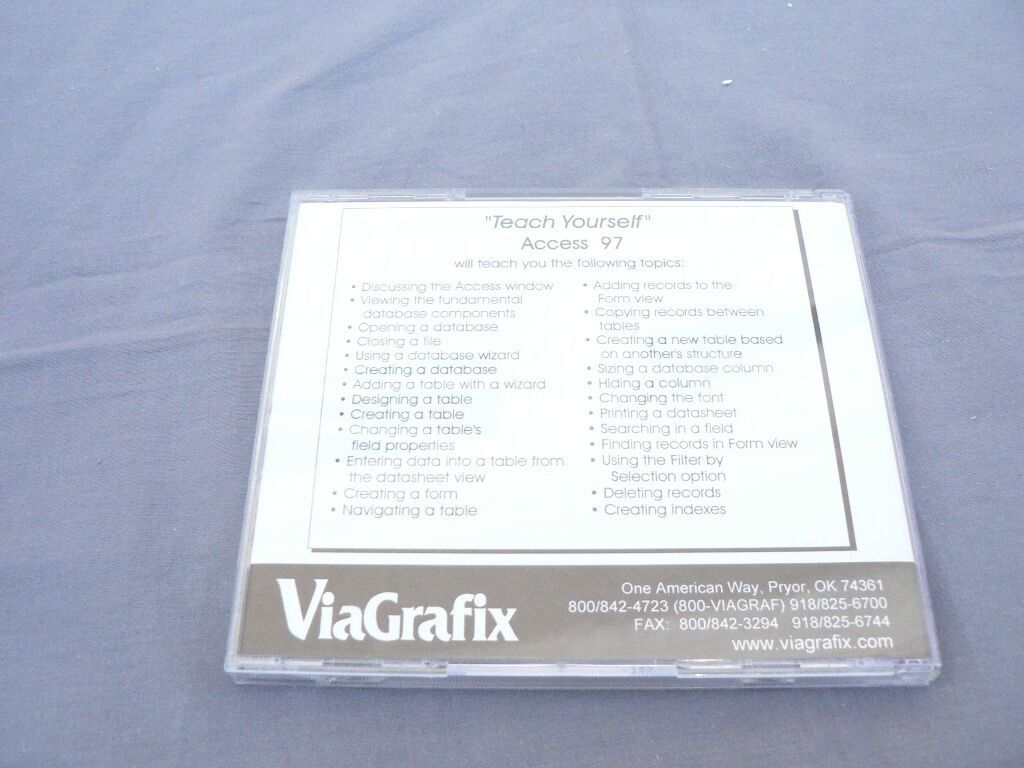 "Teach Yourself"
Access 97
will teach you the following topics:
• Discussing the Access window
• Viewing the fundamental
database components
• Opening a database
• Closing a file
• Using a database wizard
• Creating a database
• Adding a table with a wizard
• Designing a table
• Creating a table
• Changing a table's
field properties
• Entering data into a table from
the datasheet view
• Creating a form
• Navigating a table
• Adding records to the
Form view
• Copying records between
tables
• Creating a new table based
on another's structure
• Sizing a database column
• Hiding a column
• Changing the font
• Printing a datasheet
• Searching in a field
• Finding records in Form view
• Using the Filter by
Selection option
• Deleting records
• Creating indexes
ViaGrafix
One American Way, Pryor, OK 74361
800/842-4723 (800-VIAGRAF) 918/825-6700
FAX: 800/842-3294 918/825-6744
www.viagrafix.com